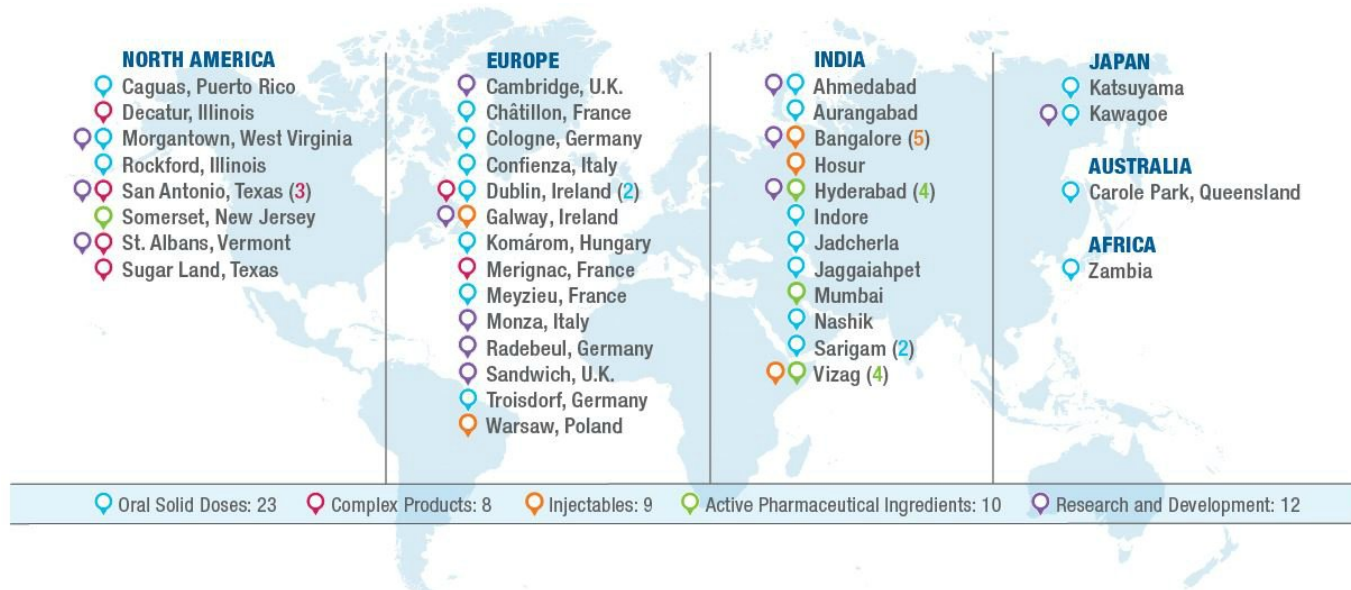 NORTH AMERICA
Caguas, Puerto Rico
Decatur, Illinois
Morgantown, West Virginia
Rockford, Illinois
San Antonio, Texas (3)
Somerset, New Jersey
St. Albans, Vermont
Sugar Land, Texas
EUROPE
Cambridge, U.K.
Châtillon, France
Cologne, Germany
Confienza, Italy
Dublin, Ireland (2)
Galway, Ireland
Komárom, Hungary
Merignac, France
Meyzieu, France
Monza, Italy
Radebeul, Germany
Sandwich, U.K.
Troisdorf, Germany
Warsaw, Poland
INDIA
Ahmedabad
Aurangabad
Bangalore (5)
Hosur
Hyderabad (4)
Indore
Jadcherla
Jaggaiahpet
Mumbai
Nashik
Sarigam (2)
Vizag (4)
JAPAN
Katsuyama
Kawagoe
AUSTRALIA
Carole Park, Queensland
AFRICA
Zambia
Oral Solid Doses: 23 Complex Products: 8 Injectables: 9 Active Pharmaceutical Ingredients: 10 Research and Development: 12